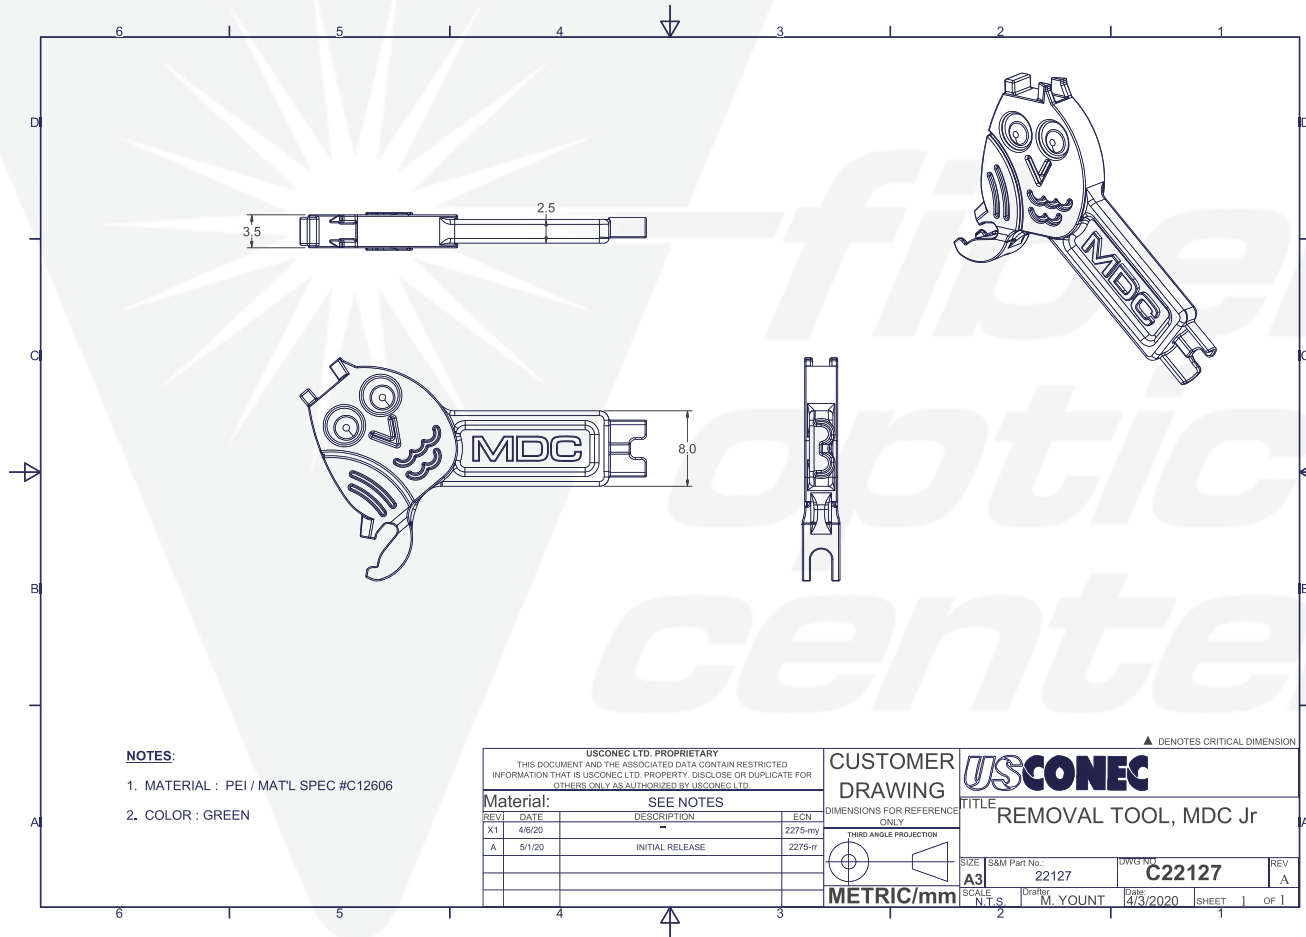 6 5 4 3 2 1
D D
C C
B B
A A
3.5
2.5
MDC
MDC
8.0
fiber
optic
center
NOTES:
1. MATERIAL : PEI / MAT'L SPEC #C12606
2. COLOR : GREEN
▲ DENOTES CRITICAL DIMENSION
USCONEC LTD. PROPRIETARY
THIS DOCUMENT AND THE ASSOCIATED DATA CONTAIN RESTRICTED
INFORMATION THAT IS USCONEC LTD. PROPERTY. DISCLOSE OR DUPLICATE FOR
OTHERS ONLY AS AUTHORIZED BY USCONEC LTD.
Material: SEE NOTES
REV. DATE DESCRIPTION ECN
X1 4/6/20 – 2275-my
A 5/1/20 INITIAL RELEASE 2275-rr
CUSTOMER
DRAWING
DIMENSIONS FOR REFERENCE
ONLY
THIRD ANGLE PROJECTION
METRIC/mm
USCONEC
TITLE
REMOVAL TOOL, MDC Jr
SIZE A3
S&M Part No.: 22127
DWG NO C22127
REV A
SCALE N.T.S.
Drafter M. YOUNT
Date: 4/3/2020
SHEET 1 OF 1
6 5 4 3 2 1